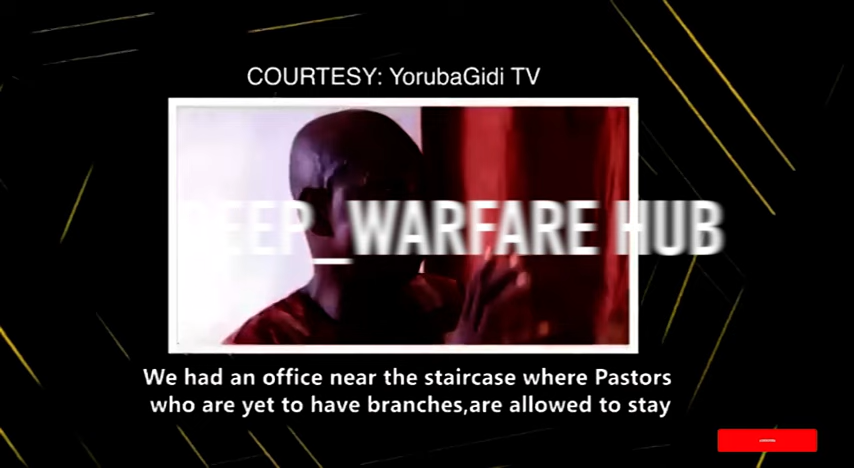 COURTESY: YorubaGidi TV
DEEP_WARFARE HUB
We had an office near the staircase where Pastors
who are yet to have branches,are allowed to stay